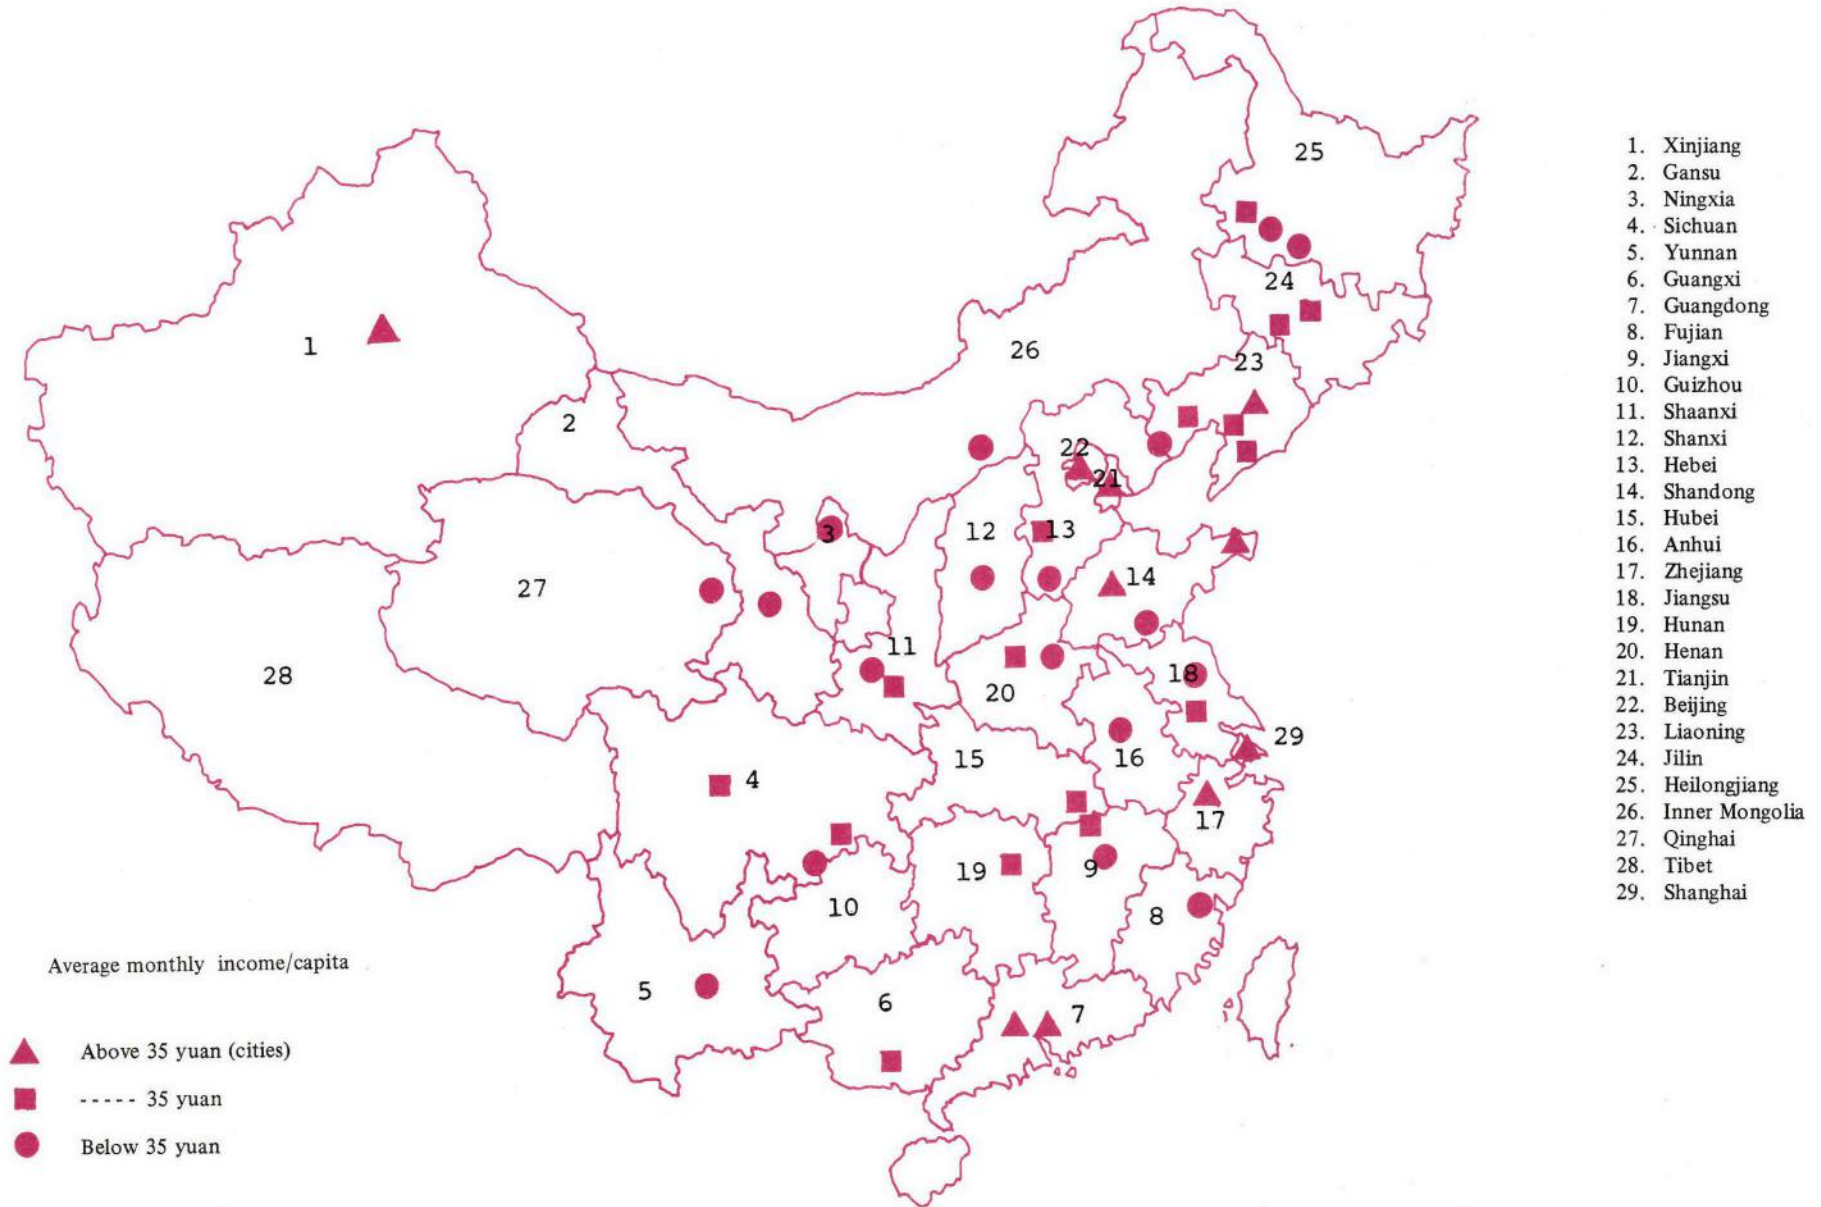 25
24
1
26
23
2
22
21
12
13
3
14
27
11
28
18
20
29
15
16
4
17
19
9
10
8
5
6
7
1. Xinjiang
2. Gansu
3. Ningxia
4. Sichuan
5. Yunnan
6. Guangxi
7. Guangdong
8. Fujian
9. Jiangxi
10. Guizhou
11. Shaanxi
12. Shanxi
13. Hebei
14. Shandong
15. Hubei
16. Anhui
17. Zhejiang
18. Jiangsu
19. Hunan
20. Henan
21. Tianjin
22. Beijing
23. Liaoning
24. Jilin
25. Heilongjiang
26. Inner Mongolia
27. Qinghai
28. Tibet
29. Shanghai
Average monthly income/capita
Above 35 yuan (cities)
----- 35 yuan
Below 35 yuan